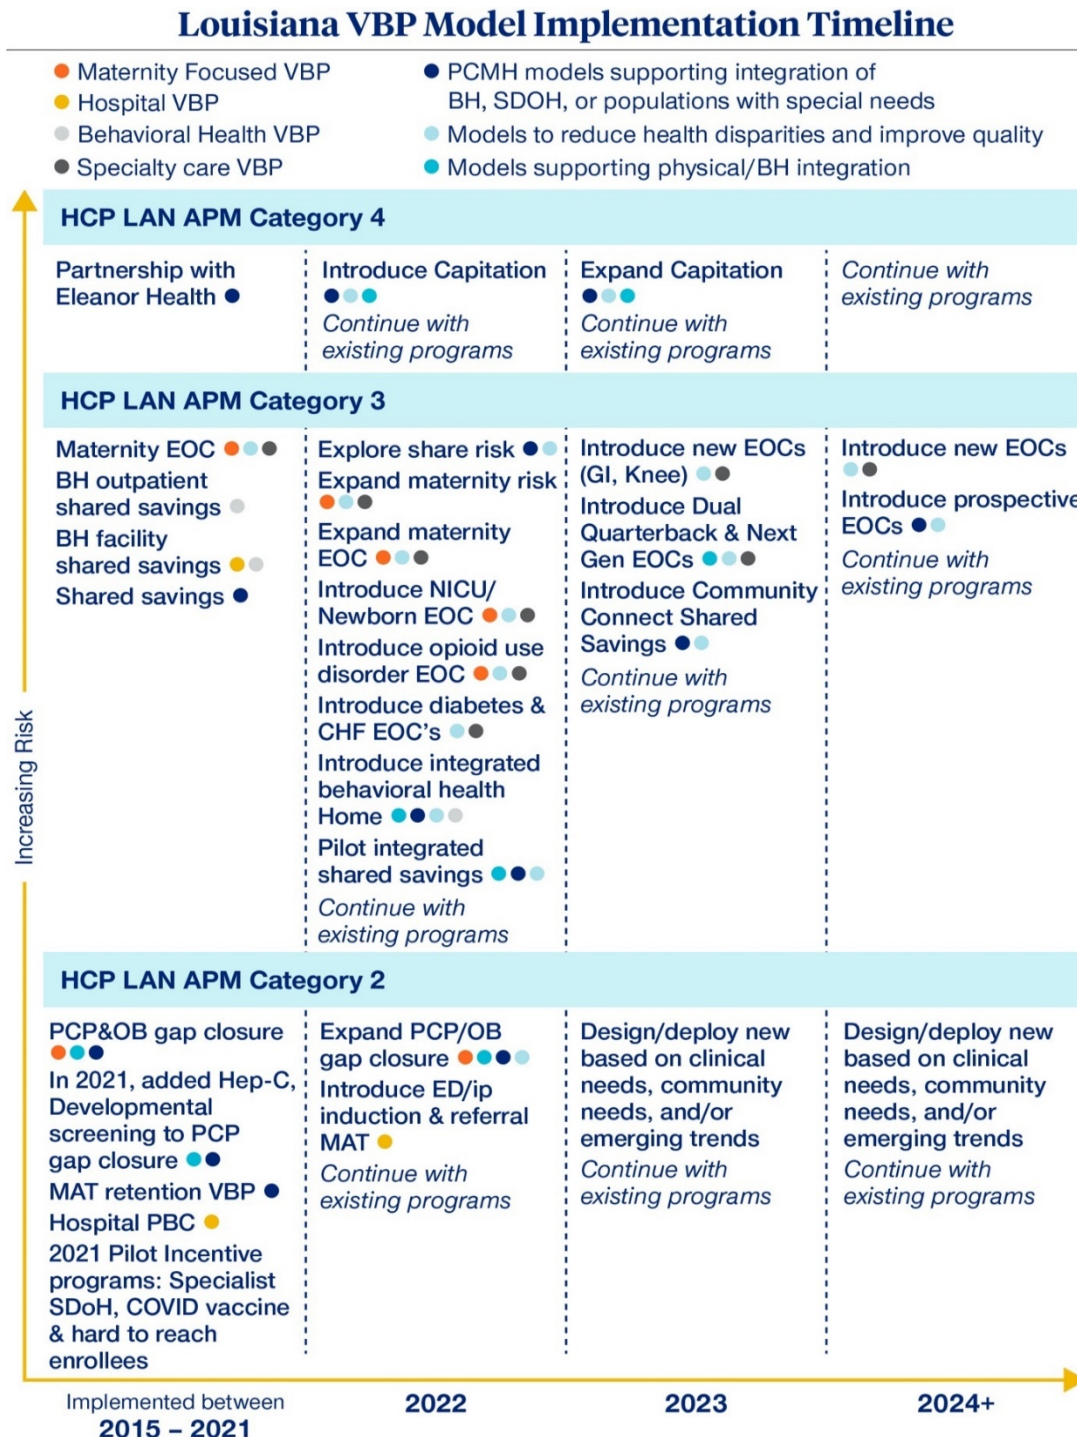 Louisiana VBP Model Implementation Timeline
Maternity Focused VBP
Hospital VBP
Behavioral Health VBP
Specialty care VBP
PCMH models supporting integration of
BH, SDOH, or populations with special needs
Models to reduce health disparities and improve quality
Models supporting physical/BH integration
Increasing Risk
HCP LAN APM Category 4
Partnership with
Eleanor Health
Introduce Capitation
Continue with
existing programs
Expand Capitation
Continue with
existing programs
Continue with
existing programs
HCP LAN APM Category 3
Maternity EOC
BH outpatient
shared savings
BH facility
shared savings
Shared savings
Explore share risk
Expand maternity risk
Expand maternity
EOC
Introduce NICU/
Newborn EOC
Introduce opioid use
disorder EOC
Introduce diabetes &
CHF EOC's
Introduce integrated
behavioral health
Home
Pilot integrated
shared savings
Continue with
existing programs
Introduce new EOCs
(GI, Knee)
Introduce Dual
Quarterback & Next
Gen EOCs
Introduce Community
Connect Shared
Savings
Continue with
existing programs
Introduce new EOCs
Introduce prospective
EOCs
Continue with
existing programs
HCP LAN APM Category 2
PCP&OB gap closure
In 2021, added Hep-C,
Developmental
screening to PCP
gap closure
MAT retention VBP
Hospital PBC
2021 Pilot Incentive
programs: Specialist
SDoH, COVID vaccine
& hard to reach
enrollees
Expand PCP/OB
gap closure
Introduce ED/ip
induction & referral
MAT
Continue with
existing programs
Design/deploy new
based on clinical
needs, community
needs, and/or
emerging trends
Continue with
existing programs
Design/deploy new
based on clinical
needs, community
needs, and/or
emerging trends
Continue with
existing programs
Implemented between
2015 – 2021
2022
2023
2024+